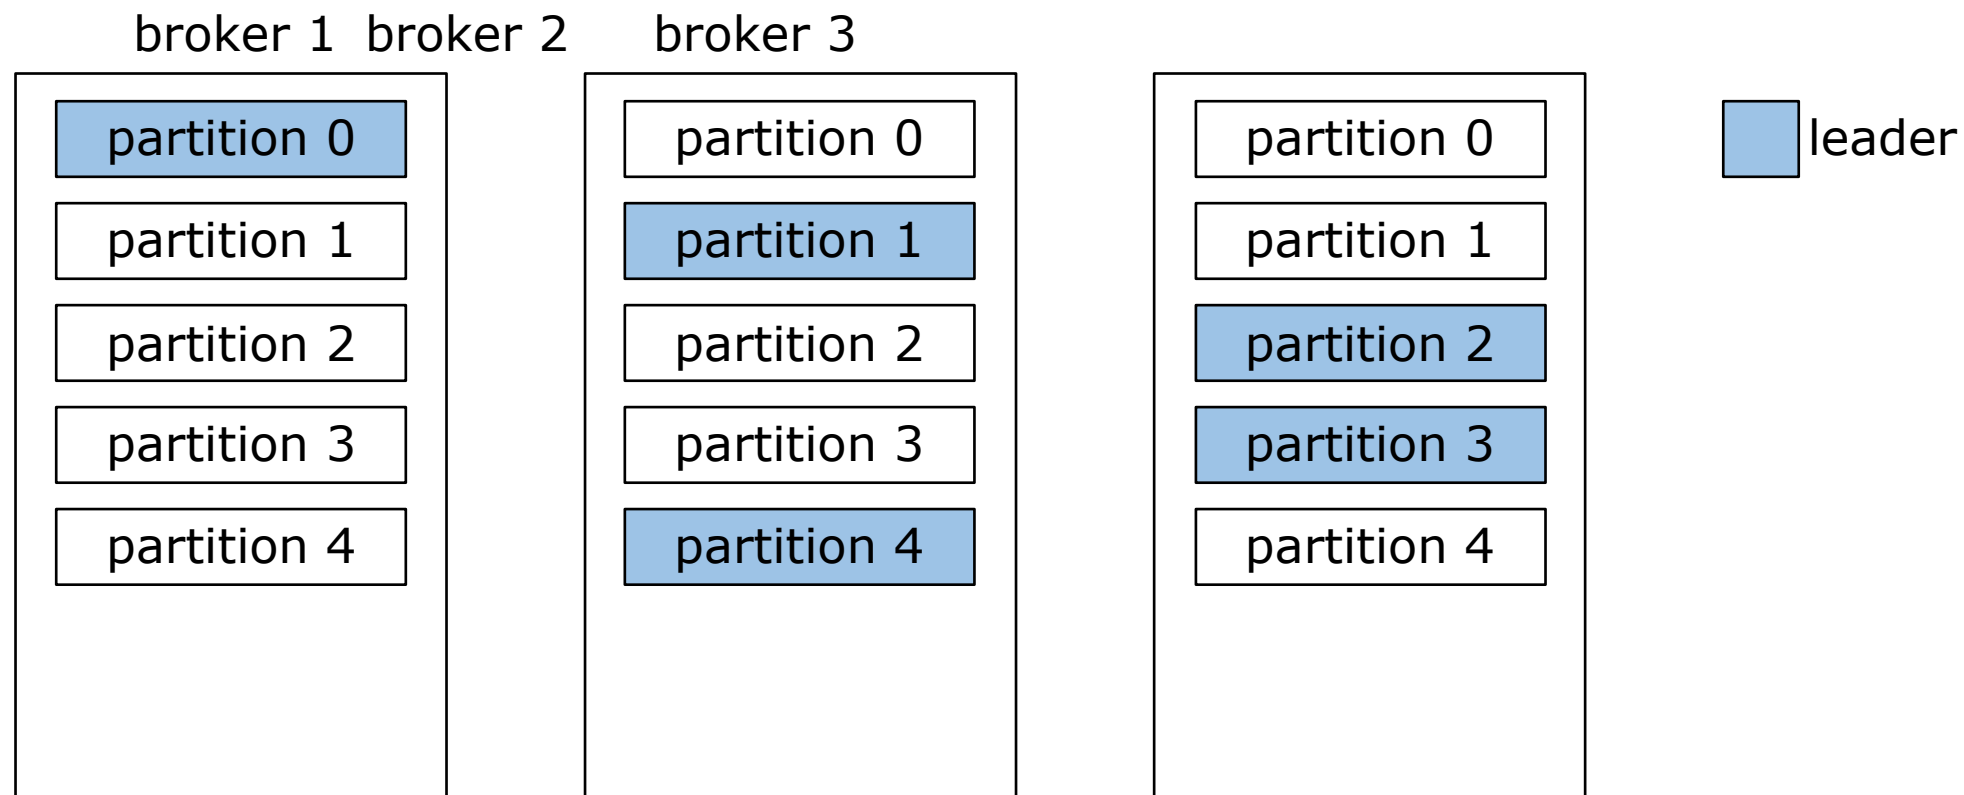 broker 1 broker 2 broker 3
partition 0 partition 0 partition 0 leader
partition 1 partition 1 partition 1
partition 2 partition 2 partition 2
partition 3 partition 3 partition 3
partition 4 partition 4 partition 4